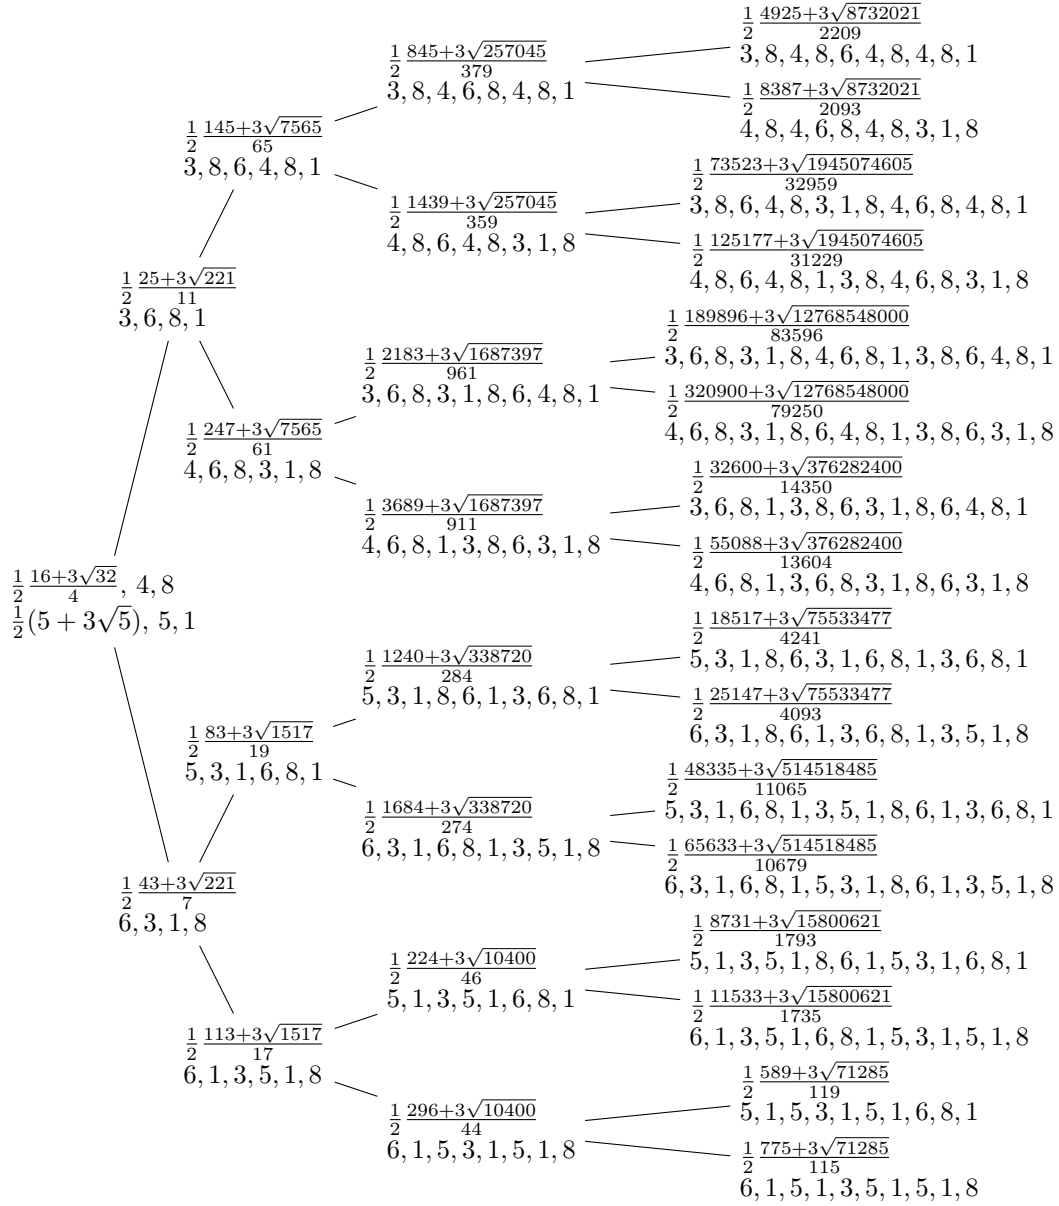 ½ (4925+3√8732021)/2209
3, 8, 4, 8, 6, 4, 8, 4, 8, 1
½ (845+3√257045)/379
3, 8, 4, 6, 8, 4, 8, 1
½ (8387+3√8732021)/2093
4, 8, 4, 6, 8, 4, 8, 3, 1, 8
½ (145+3√7565)/65
3, 8, 6, 4, 8, 1
½ (73523+3√1945074605)/32959
3, 8, 6, 4, 8, 3, 1, 8, 4, 6, 8, 4, 8, 1
½ (1439+3√257045)/359
4, 8, 6, 4, 8, 3, 1, 8
½ (125177+3√1945074605)/31229
4, 8, 6, 4, 8, 1, 3, 8, 4, 6, 8, 3, 1, 8
½ (25+3√221)/11
3, 6, 8, 1
½ (189896+3√12768548000)/83596
3, 6, 8, 3, 1, 8, 4, 6, 8, 1, 3, 8, 6, 4, 8, 1
½ (2183+3√1687397)/961
3, 6, 8, 3, 1, 8, 6, 4, 8, 1
½ (320900+3√12768548000)/79250
4, 6, 8, 3, 1, 8, 6, 4, 8, 1, 3, 8, 6, 3, 1, 8
½ (247+3√7565)/61
4, 6, 8, 3, 1, 8
½ (32600+3√376282400)/14350
3, 6, 8, 1, 3, 8, 6, 3, 1, 8, 6, 4, 8, 1
½ (3689+3√1687397)/911
4, 6, 8, 1, 3, 8, 6, 3, 1, 8
½ (55088+3√376282400)/13604
4, 6, 8, 1, 3, 6, 8, 3, 1, 8, 6, 3, 1, 8
½ (16+3√32)/4, 4, 8
½(5 + 3√5), 5, 1
½ (18517+3√75533477)/4241
5, 3, 1, 8, 6, 3, 1, 6, 8, 1, 3, 6, 8, 1
½ (1240+3√338720)/284
5, 3, 1, 8, 6, 1, 3, 6, 8, 1
½ (25147+3√75533477)/4093
6, 3, 1, 8, 6, 1, 3, 6, 8, 1, 3, 5, 1, 8
½ (83+3√1517)/19
5, 3, 1, 6, 8, 1
½ (48335+3√514518485)/11065
5, 3, 1, 6, 8, 1, 3, 5, 1, 8, 6, 1, 3, 6, 8, 1
½ (1684+3√338720)/274
6, 3, 1, 6, 8, 1, 3, 5, 1, 8
½ (65633+3√514518485)/10679
6, 3, 1, 6, 8, 1, 5, 3, 1, 8, 6, 1, 3, 5, 1, 8
½ (43+3√221)/7
6, 3, 1, 8
½ (8731+3√15800621)/1793
5, 1, 3, 5, 1, 8, 6, 1, 5, 3, 1, 6, 8, 1
½ (224+3√10400)/46
5, 1, 3, 5, 1, 6, 8, 1
½ (11533+3√15800621)/1735
6, 1, 3, 5, 1, 6, 8, 1, 5, 3, 1, 5, 1, 8
½ (113+3√1517)/17
6, 1, 3, 5, 1, 8
½ (589+3√71285)/119
5, 1, 5, 3, 1, 5, 1, 6, 8, 1
½ (296+3√10400)/44
6, 1, 5, 3, 1, 5, 1, 8
½ (775+3√71285)/115
6, 1, 5, 1, 3, 5, 1, 5, 1, 8